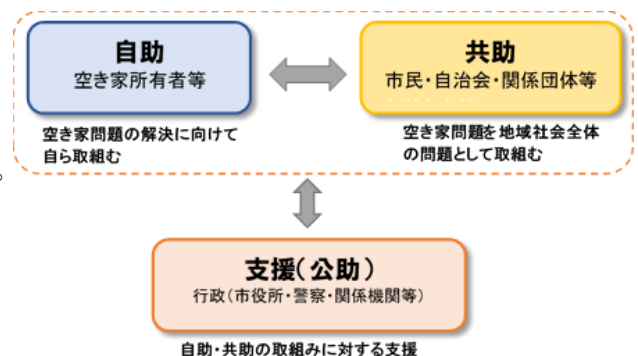 自助
空き家所有者等
共助
市民・自治会・関係団体等
空き家問題の解決に向けて
自ら取組む
空き家問題を地域社会全体
の問題として取組む
。
支援(公助)
行政(市役所・警察・関係機関等)
自助・共助の取組みに対する支援